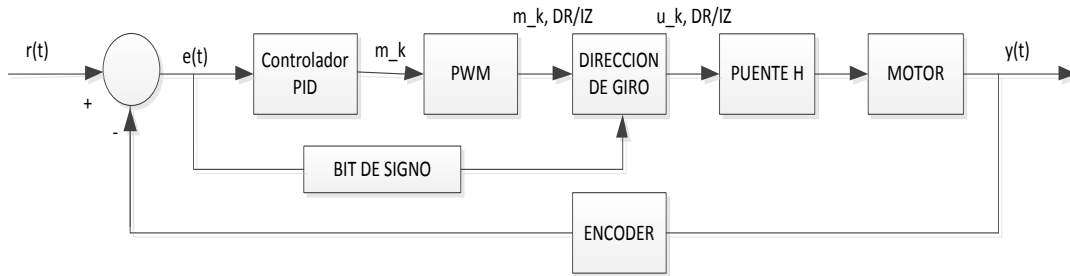 m_k, DR/IZ
u_k, DR/IZ
r(t)
e(t)
Controlador
PID
m_k
PWM
DIRECCION
DE GIRO
PUENTE H
MOTOR
y(t)
+
-
BIT DE SIGNO
ENCODER